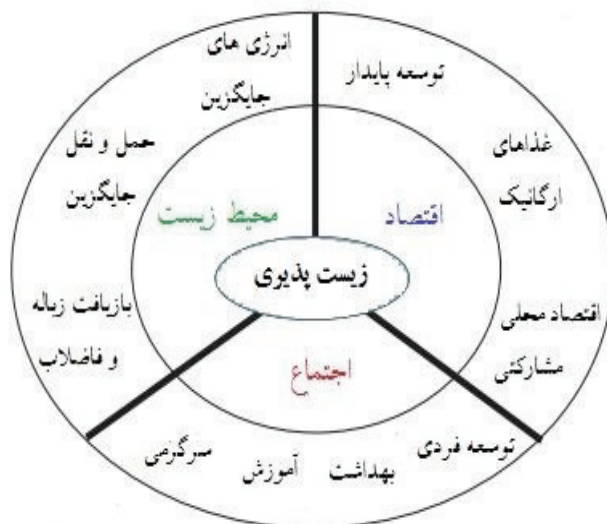 توسعه پایدار
غذاهای
ارگانیک
اقتصاد محلی
مشارکتی
انرژی های
جایگزین
حمل و نقل
جایگزین
بازیافت زباله
و فاضلاب
اقتصاد
محیط زیست
زیست پذیری
اجتماع
توسعه فردی
بهداشت
آموزش
سرگرمی